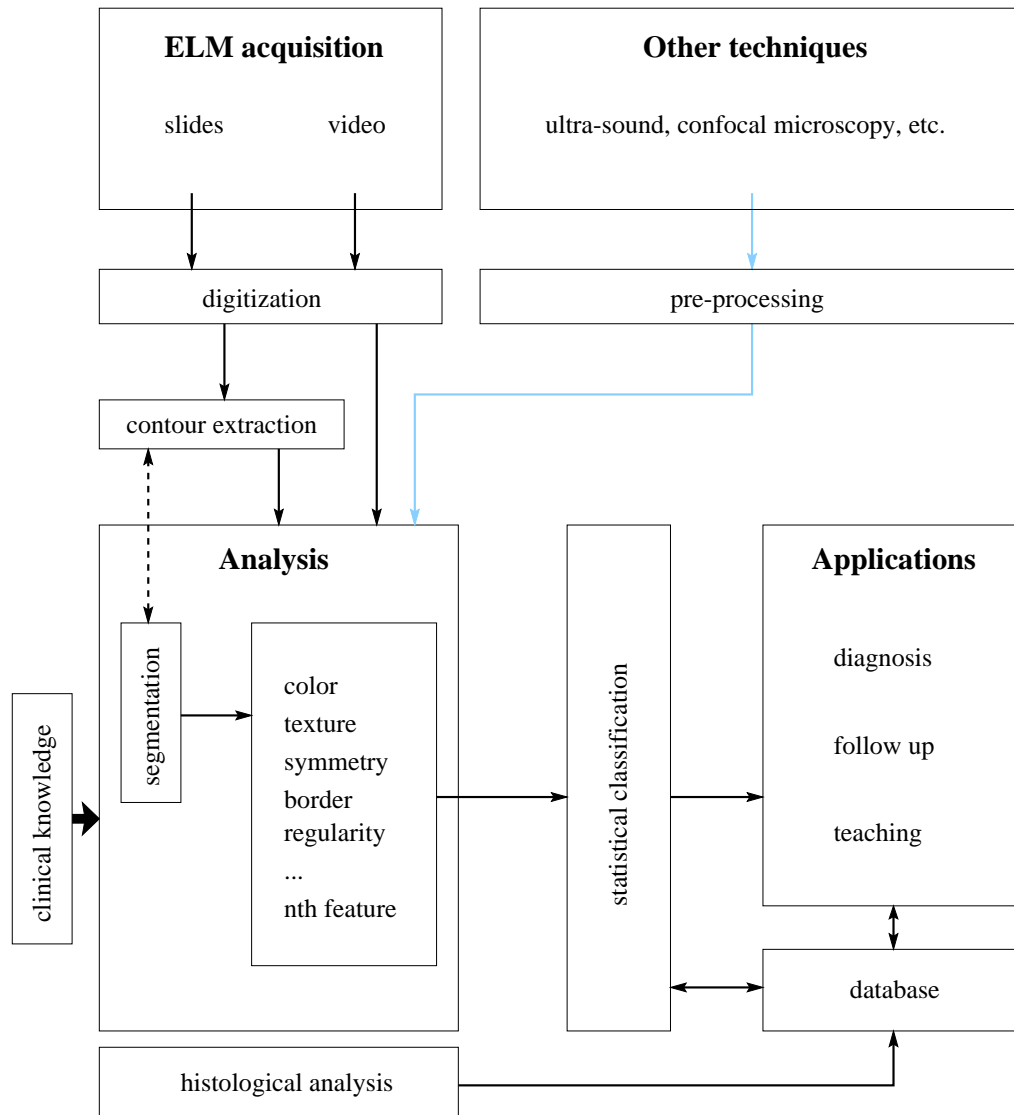 ELM acquisition
slides
video
Other techniques
ultra-sound, confocal microscopy, etc.
digitization
pre-processing
contour extraction
Analysis
segmentation
color
texture
symmetry
border
regularity
...
nth feature
clinical knowledge
statistical classification
Applications
diagnosis
follow up
teaching
database
histological analysis